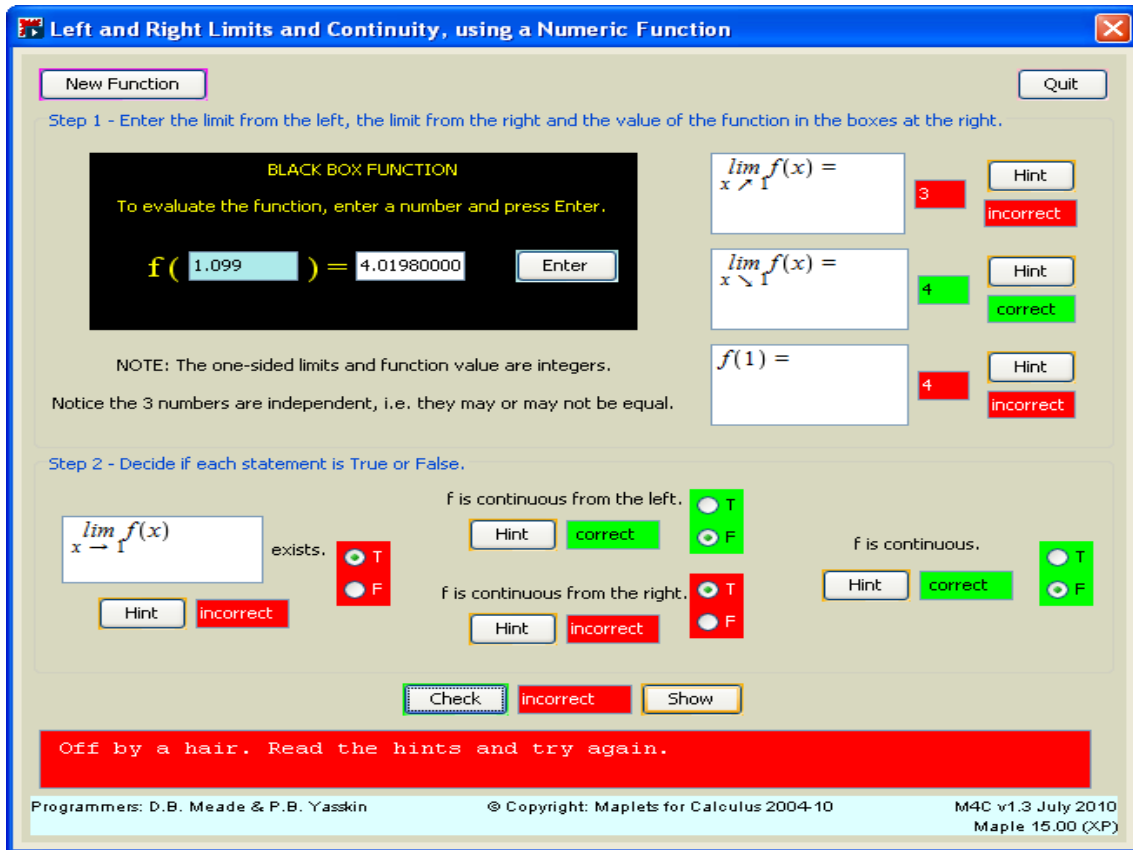 Left and Right Limits and Continuity, using a Numeric Function
New Function
Quit
Step 1 - Enter the limit from the left, the limit from the right and the value of the function in the boxes at the right.
BLACK BOX FUNCTION
To evaluate the function, enter a number and press Enter.
f ( 1.099 ) = 4.01980000 Enter
NOTE: The one-sided limits and function value are integers.
Notice the 3 numbers are independent, i.e. they may or may not be equal.
lim f(x) =
x ↗ 1
3
Hint
incorrect
lim f(x) =
x ↘ 1
4
Hint
correct
f(1) =
4
Hint
incorrect
Step 2 - Decide if each statement is True or False.
lim f(x)
x → 1
exists.
T
F
Hint incorrect
f is continuous from the left.
T
Hint correct
F
f is continuous from the right.
T
Hint incorrect
F
f is continuous.
T
Hint correct
F
Check incorrect Show
Off by a hair. Read the hints and try again.
Programmers: D.B. Meade & P.B. Yasskin © Copyright: Maplets for Calculus 2004-10 M4C v1.3 July 2010
Maple 15.00 (XP)